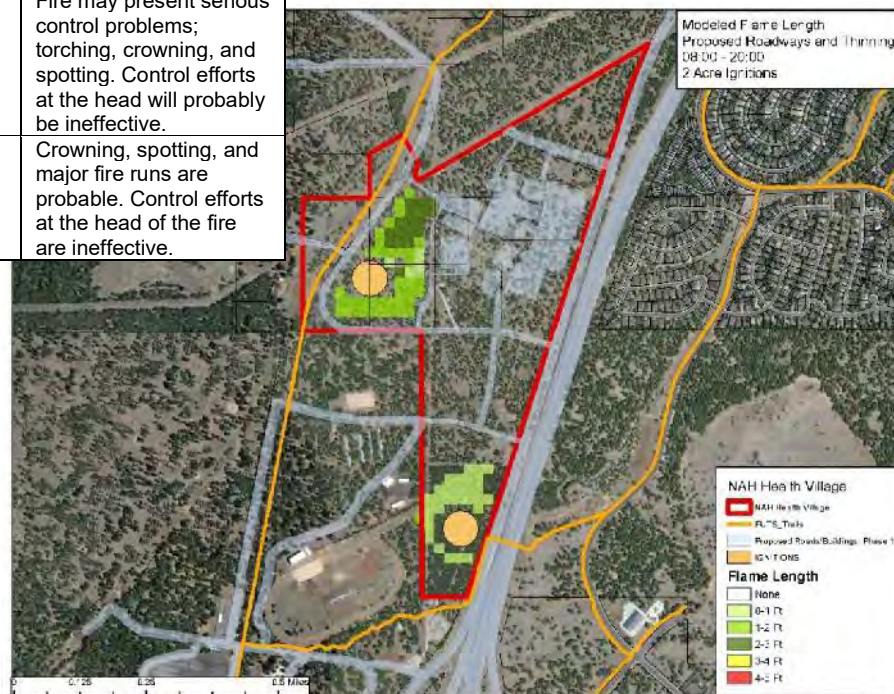 Fire may present serious
control problems;
torching, crowning, and
spotting. Control efforts
at the head will probably
be ineffective.
Crowning, spotting, and
major fire runs are
probable. Control efforts
at the head of the fire
are ineffective.
Modeled Flame Length
Proposed Roadways and Thinning
08:00 - 20:00
2 Acre Ignitions
NAH Health Village
NAH Health Village
FUTS_Trails
Proposed Roads/Buildings: Phase 1
IGNITIONS
Flame Length
None
0-1 Ft
1-2 Ft
2-3 Ft
3-4 Ft
4-5 Ft
0 0.125 0.25 0.5 Miles